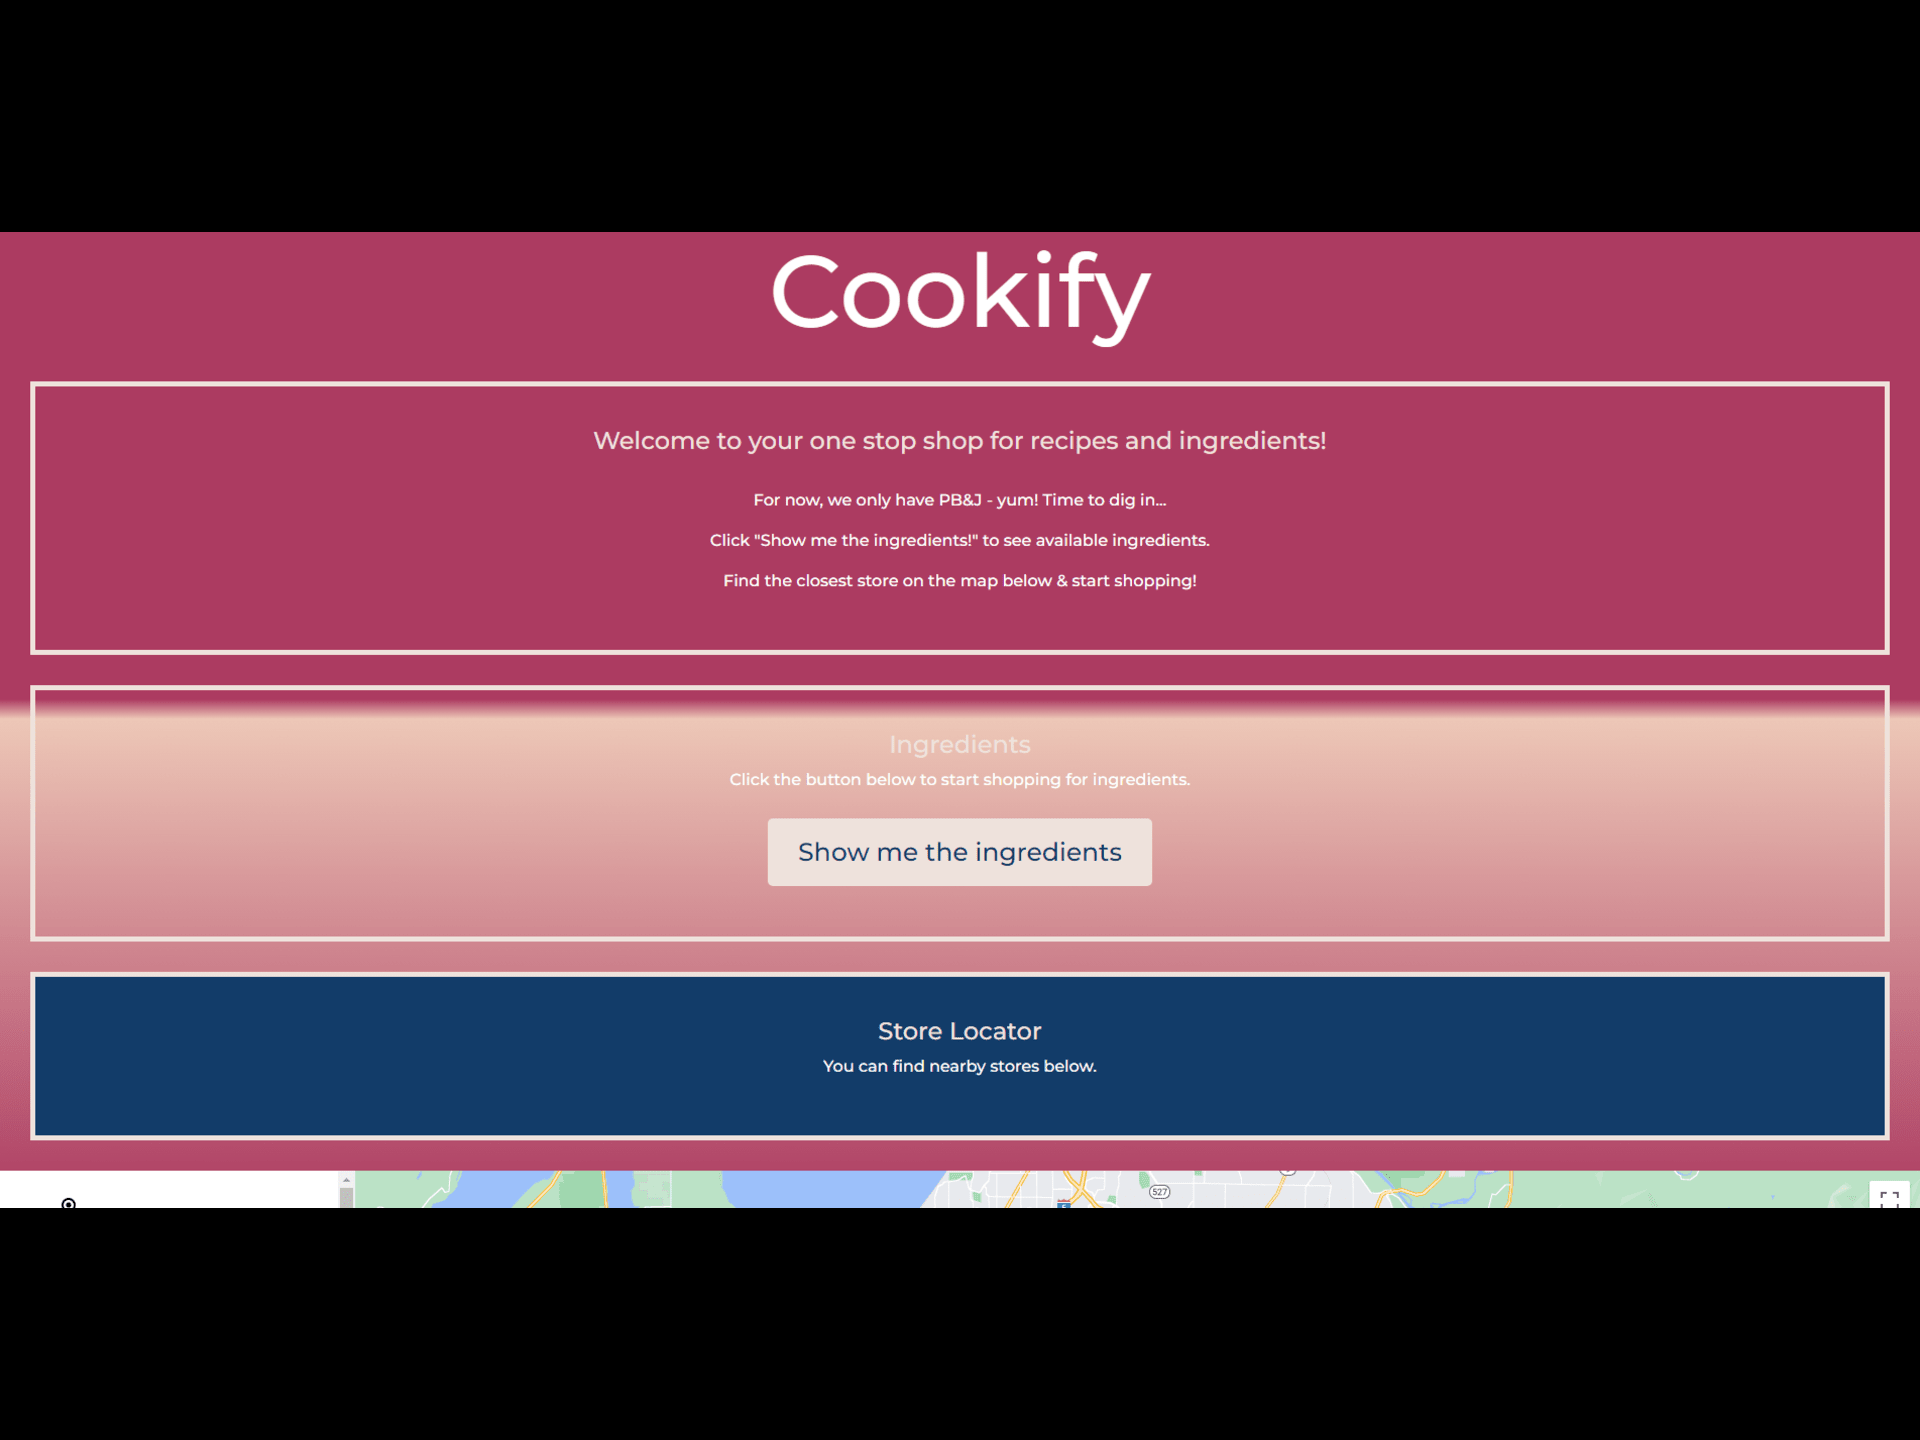 Cookify
Welcome to your one stop shop for recipes and ingredients!
For now, we only have PB&J - yum! Time to dig in...
Click "Show me the ingredients!" to see available ingredients.
Find the closest store on the map below & start shopping!
Ingredients
Click the button below to start shopping for ingredients.
Show me the ingredients
Store Locator
You can find nearby stores below.
527